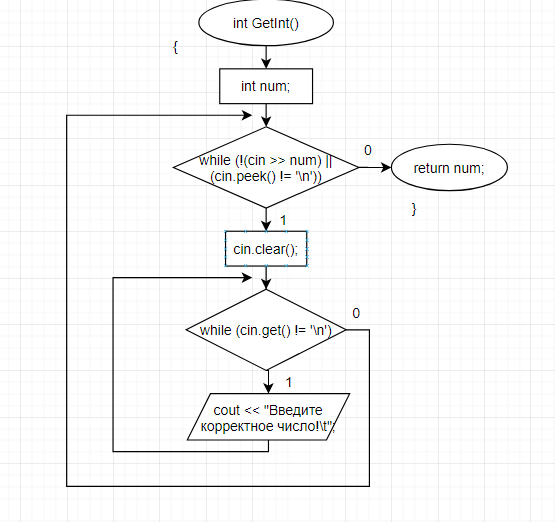 int GetInt()
{
int num;
while (!(cin >> num) ||
(cin.peek() != '\n'))
0
return num;
}
1
cin.clear();
while (cin.get() != '\n')
0
1
cout << "Введите
корректное число!\t";